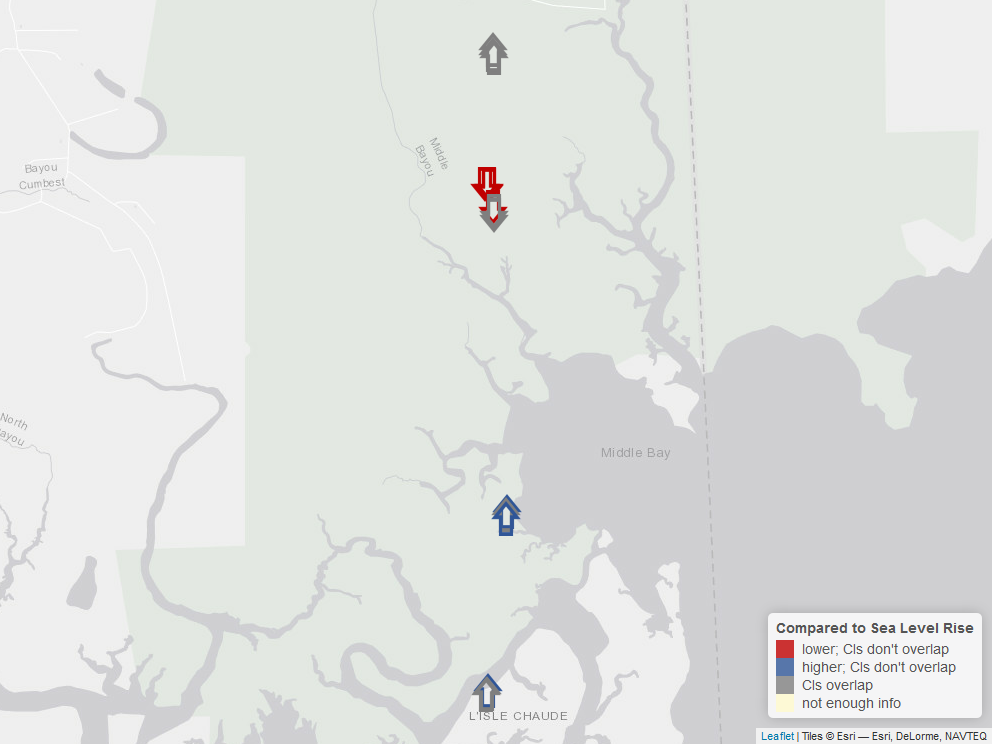 Middle
Bayou
Bayou
Cumbest
North
ayou
Middle Bay
L'ISLE CHAUDE
Compared to Sea Level Rise
lower; CIs don't overlap
higher; CIs don't overlap
CIs overlap
not enough info
Leaflet | Tiles © Esri — Esri, DeLorme, NAVTEQ